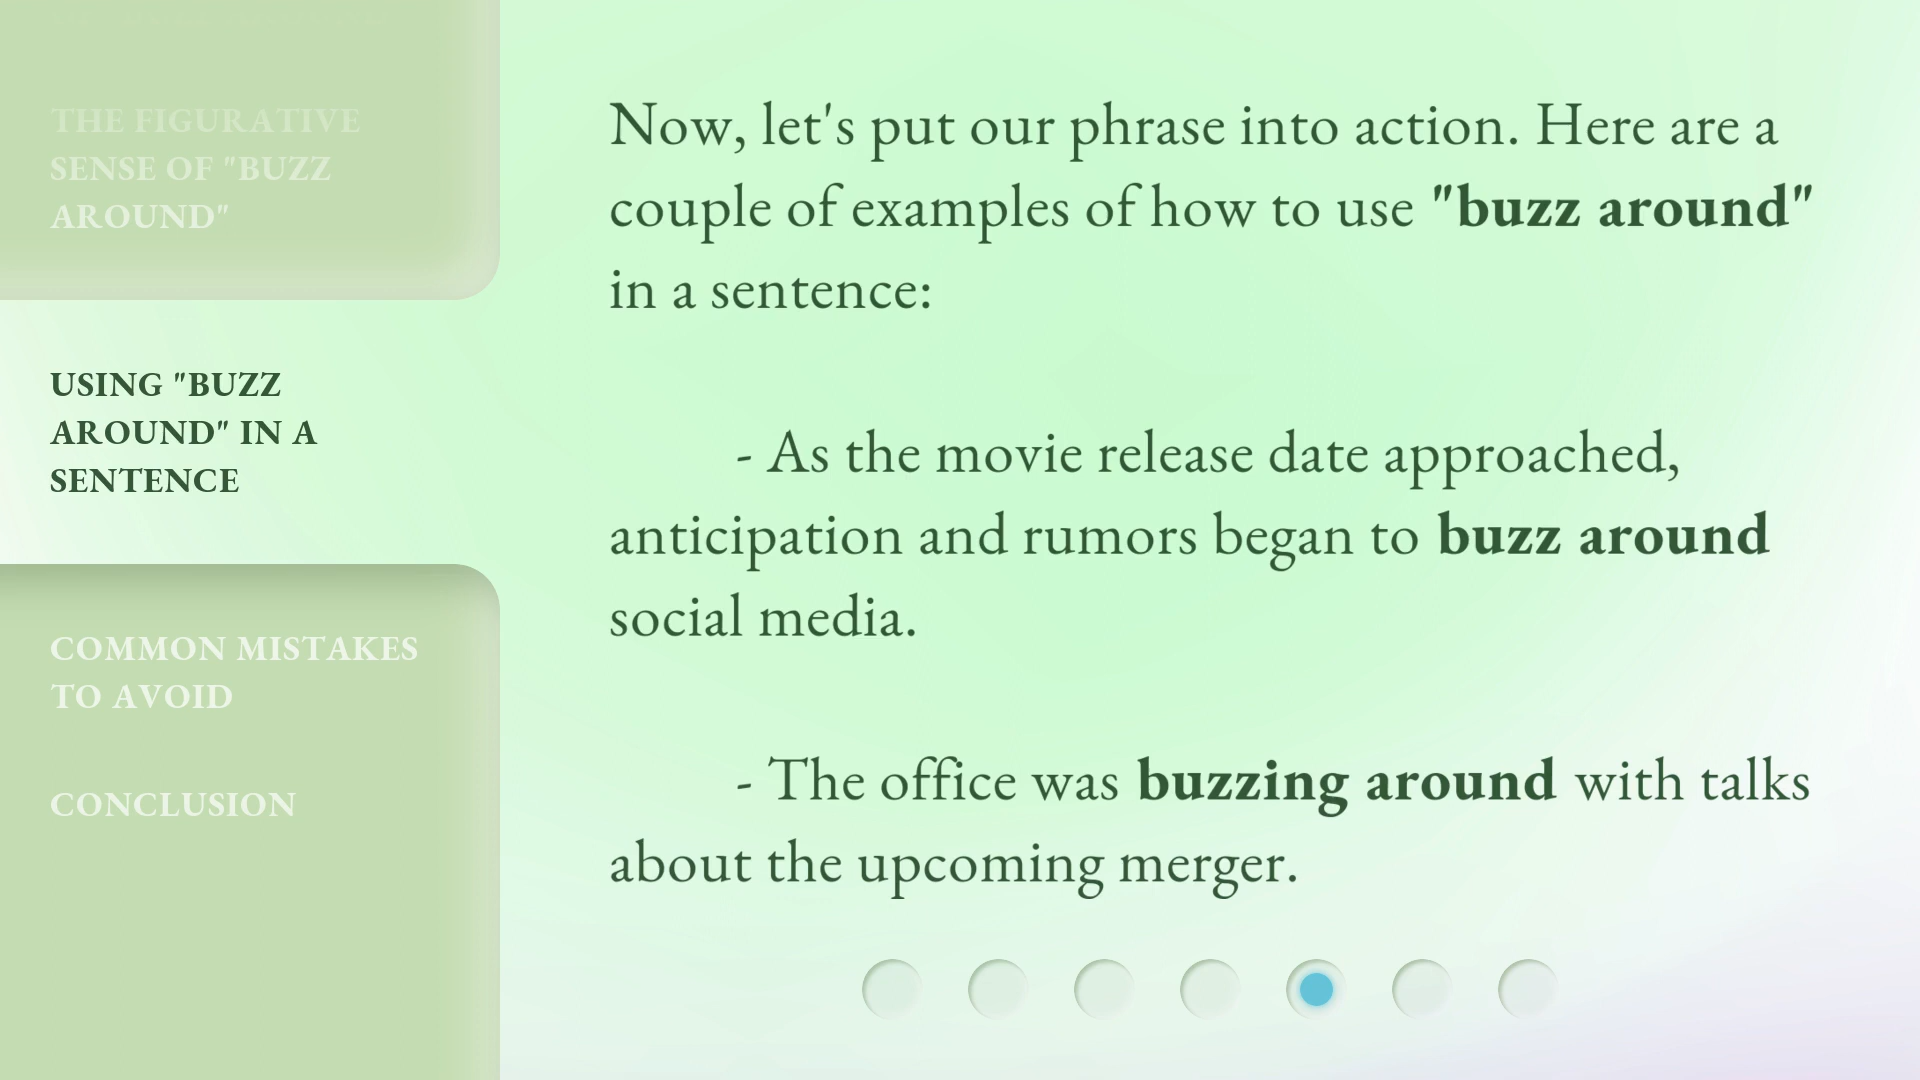 THE FIGURATIVE
SENSE OF "BUZZ
AROUND"
USING "BUZZ
AROUND" IN A
SENTENCE
COMMON MISTAKES
TO AVOID
CONCLUSION
Now, let's put our phrase into action. Here are a
couple of examples of how to use "buzz around"
in a sentence:
- As the movie release date approached,
anticipation and rumors began to buzz around
social media.
- The office was buzzing around with talks
about the upcoming merger.